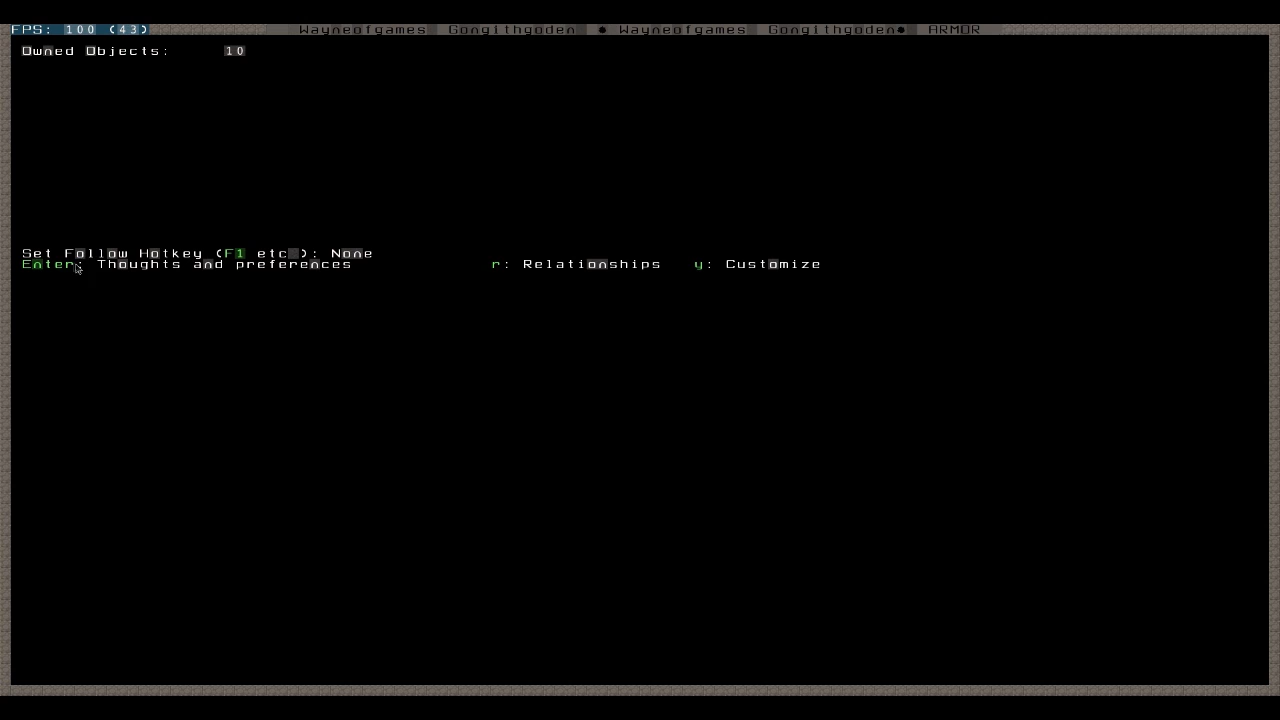 FPS: 100 (43) Wayneofgames Gongithgoden • Wayneofgames Gongithgoden• ARMOR
Owned Objects: 10
Set Follow Hotkey (F1 etc ): None
Enter: Thoughts and preferences r: Relationships y: Customize